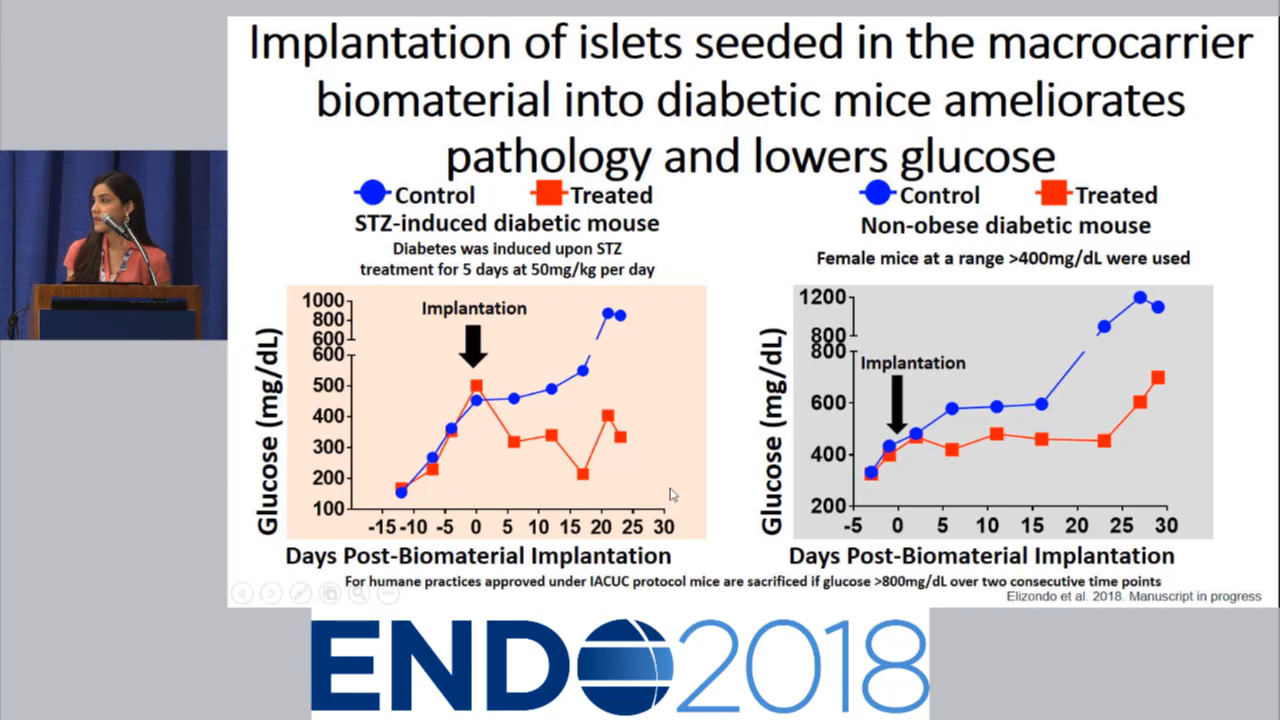 Implantation of islets seeded in the macrocarrier
biomaterial into diabetic mice ameliorates
pathology and lowers glucose
Control Treated
STZ-induced diabetic mouse
Diabetes was induced upon STZ
treatment for 5 days at 50mg/kg per day
Glucose (mg/dL)
1000
800
600
600
500
400
300
200
100
Implantation
-15 -10 -5 0 5 10 15 20 25 30
Days Post-Biomaterial Implantation
Control Treated
Non-obese diabetic mouse
Female mice at a range >400mg/dL were used
Glucose (mg/dL)
1200
800
800
600
400
200
Implantation
-5 0 5 10 15 20 25 30
Days Post-Biomaterial Implantation
For humane practices approved under IACUC protocol mice are sacrificed if glucose >800mg/dL over two consecutive time points
Elizondo et al. 2018. Manuscript in progress
ENDO2018